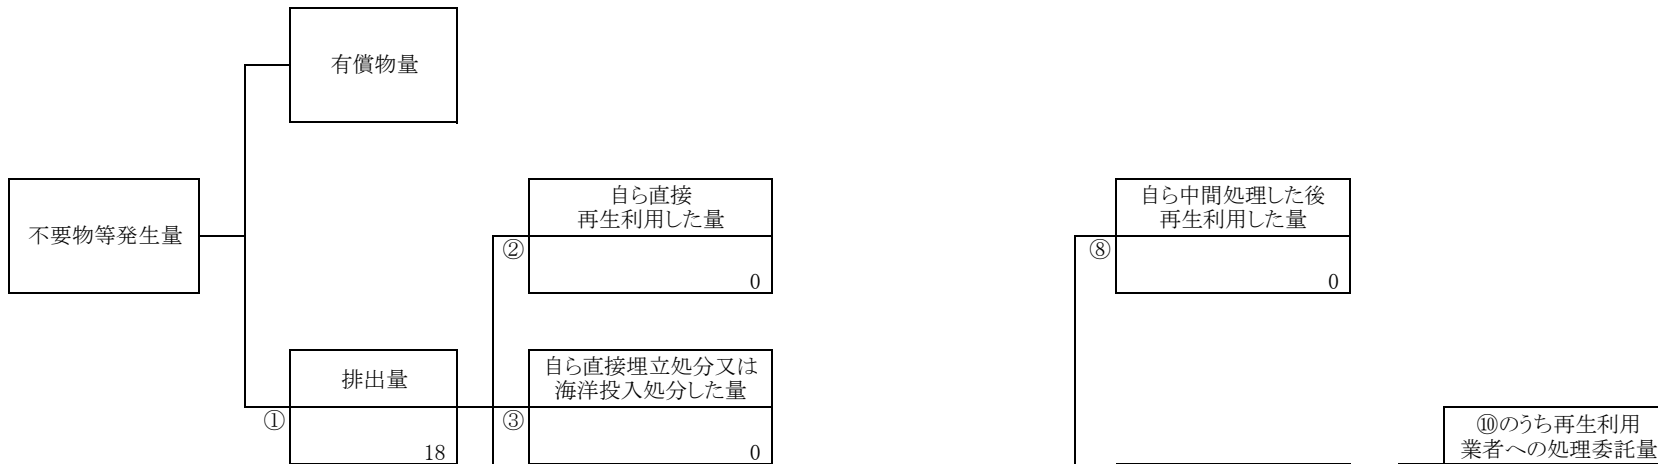 有償物量
不要物等発生量
自ら直接
再生利用した量
②
0
自ら中間処理した後
再生利用した量
⑧
0
排出量
①
18
自ら直接埋立処分又は
海洋投入処分した量
③
0
⑩のうち再生利用
業者への処理委託量